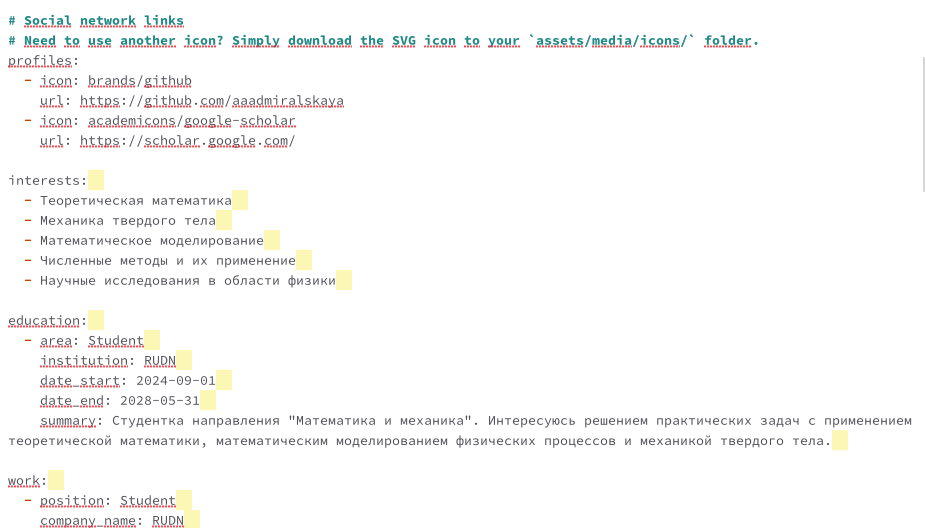 # Social network links
# Need to use another icon? Simply download the SVG icon to your `assets/media/icons/` folder.
profiles:
  - icon: brands/github
    url: https://github.com/aaadmiralskaya
  - icon: academicons/google-scholar
    url: https://scholar.google.com/

interests:
  - Теоретическая математика
  - Механика твердого тела
  - Математическое моделирование
  - Численные методы и их применение
  - Научные исследования в области физики

education:
  - area: Student
    institution: RUDN
    date_start: 2024-09-01
    date_end: 2028-05-31
    summary: Студентка направления "Математика и механика". Интересуюсь решением практических задач с применением
теоретической математики, математическим моделированием физических процессов и механикой твердого тела.

work:
  - position: Student
    company_name: RUDN